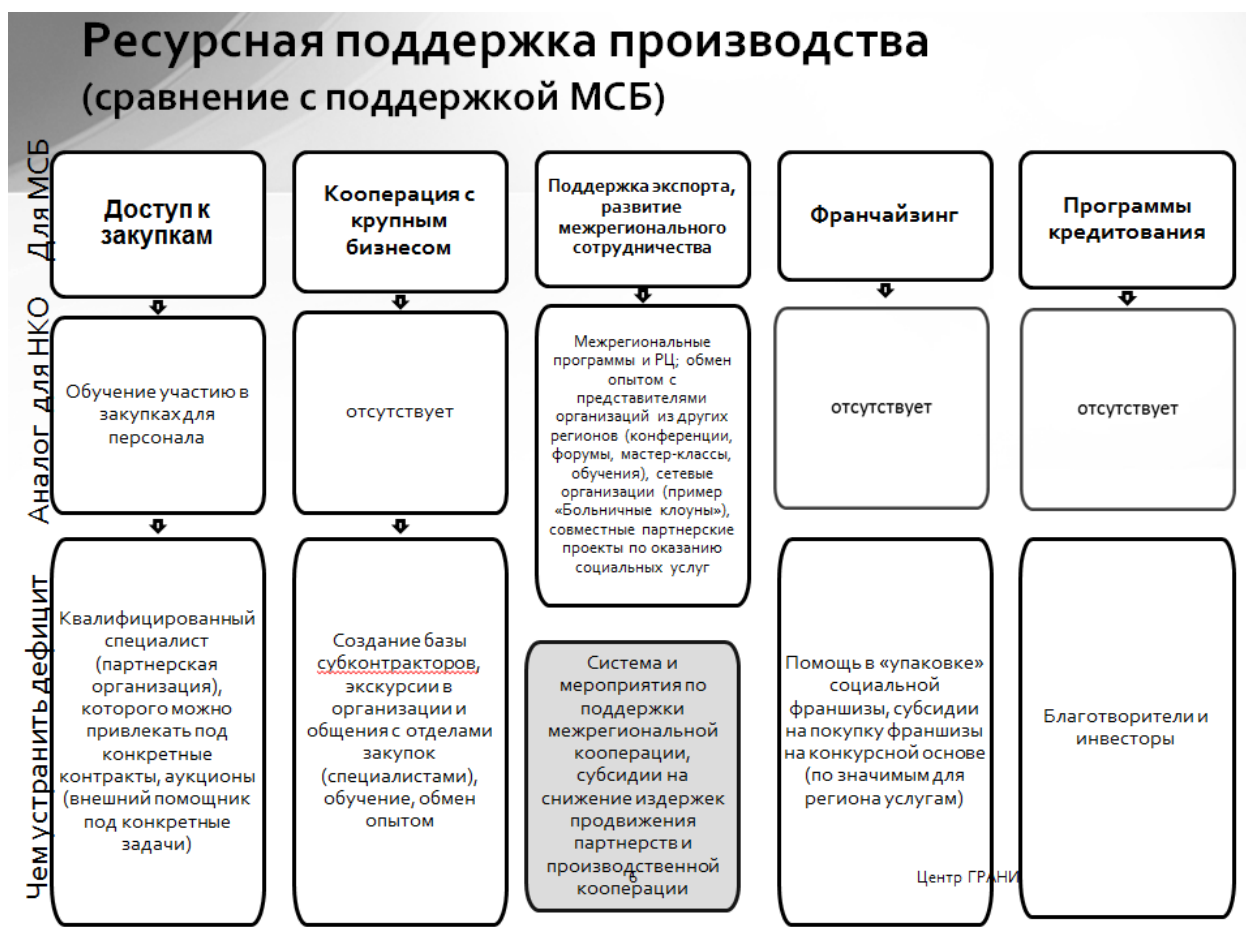 Ресурсная поддержка производства
(сравнение с поддержкой МСБ)
Для МСБ
Доступ к
закупкам
Кооперация с
крупным
бизнесом
Поддержка экспорта,
развитие
межрегионального
сотрудничества
Франчайзинг
Программы
кредитования
Аналог для НКО
Обучение участию в
закупках для
персонала
отсутствует
Межрегиональные
программы и РЦ; обмен
опытом с
представителями
организаций из других
регионов (конференции,
форумы, мастер-классы,
обучения), сетевые
организации (пример
«Больничные клоуны»),
совместные партнерские
проекты по оказанию
социальных услуг
отсутствует
отсутствует
Чем устранить дефицит
Квалифицированный
специалист
(партнерская
организация),
которого можно
привлекать под
конкретные
контракты, аукционы
(внешний помощник
под конкретные
задачи)
Создание базы
субконтракторов,
экскурсии в
организации и
общения с отделами
закупок
(специалистами),
обучение, обмен
опытом
Система и
мероприятия по
поддержки
межрегиональной
кооперации,
субсидии на
снижение издержек
продвижения
партнерств и
производственной
кооперации
6
Помощь в «упаковке»
социальной
франшизы, субсидии
на покупку франшизы
на конкурсной основе
(по значимым для
региона услугам)
Благотворители и
инвесторы
Центр ГРАНИ